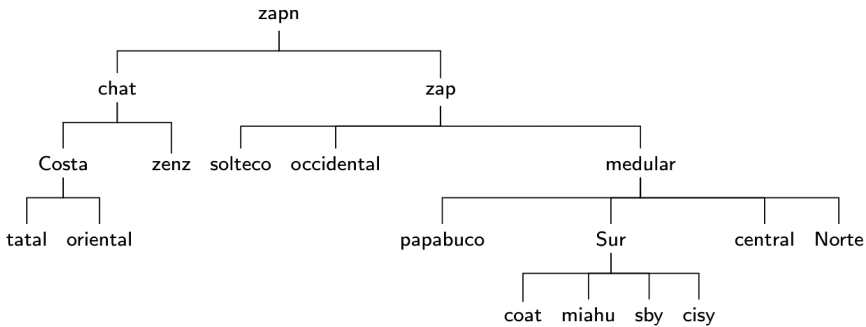 zapn
chat zap
Costa zenz solteco occidental medular
tatal oriental papabuco Sur central Norte
coat miahu sby cisy